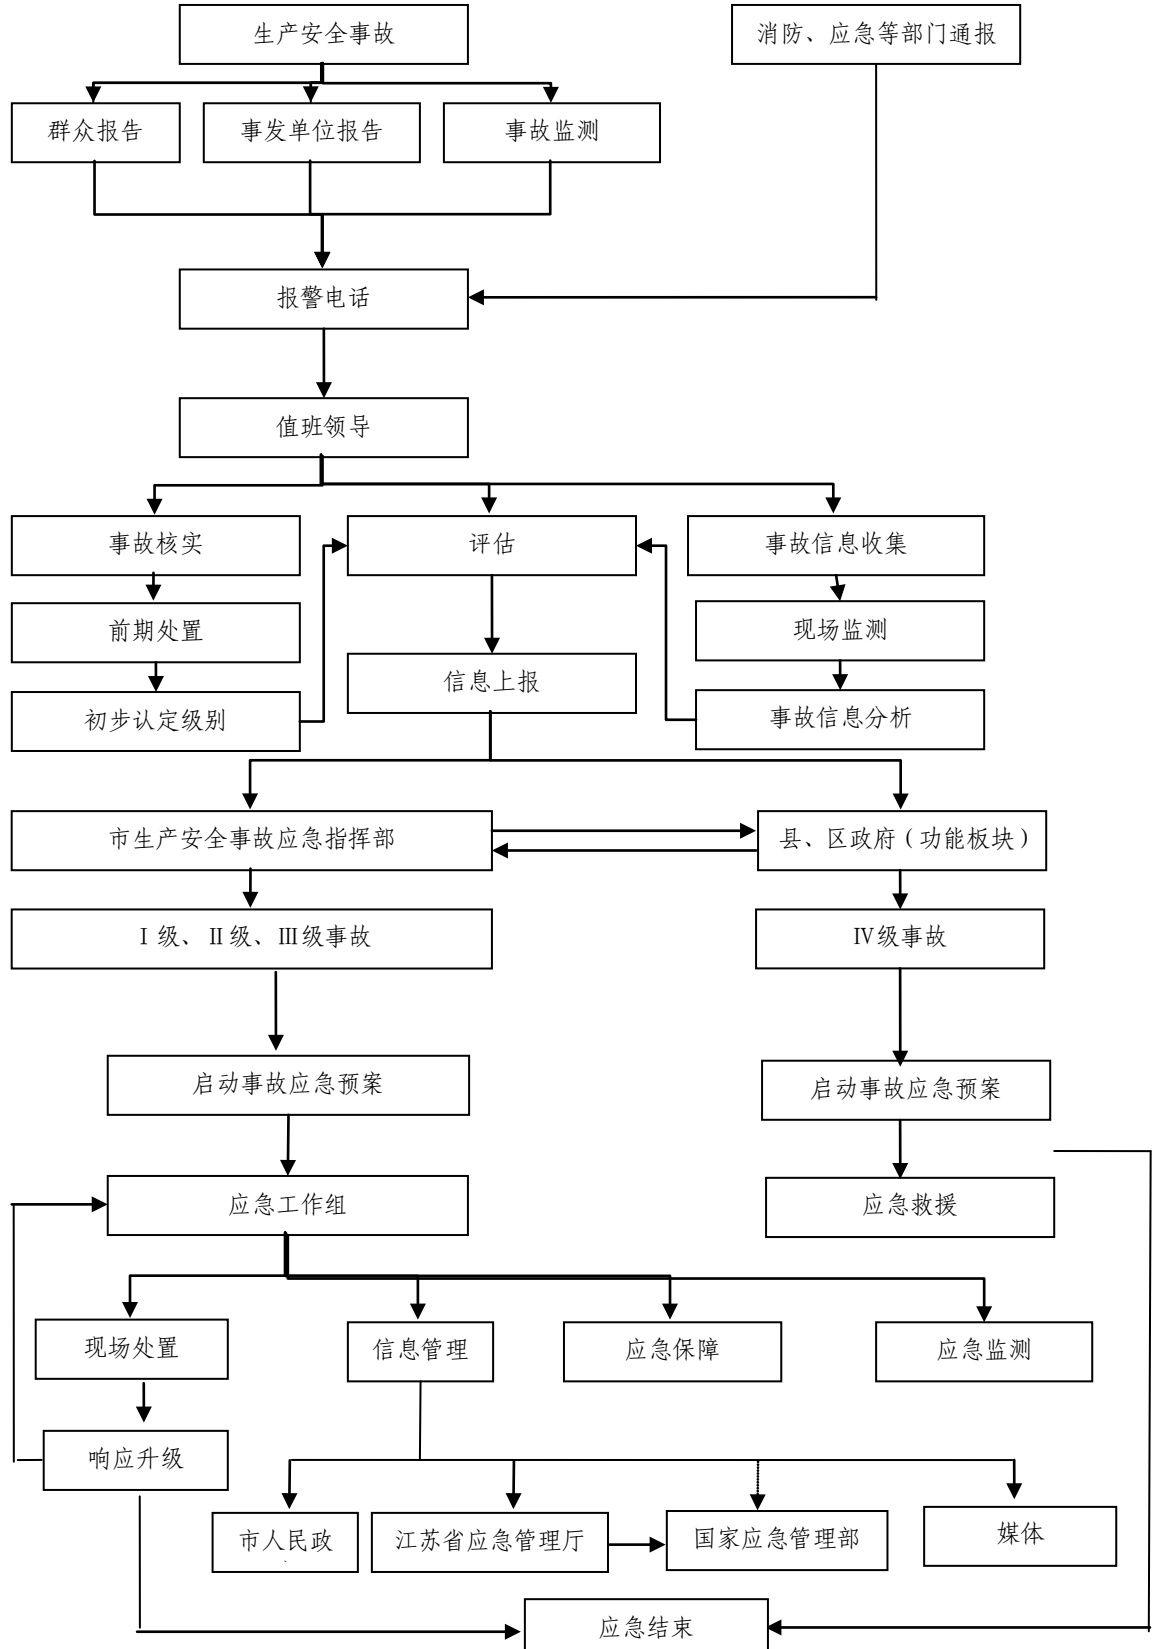 生产安全事故
消防、应急等部门通报
群众报告
事发单位报告
事故监测
报警电话
值班领导
事故核实
评估
事故信息收集
前期处置
现场监测
信息上报
初步认定级别
事故信息分析
市生产安全事故应急指挥部
县、区政府（功能板块）
Ⅰ级、Ⅱ级、Ⅲ级事故
Ⅳ级事故
启动事故应急预案
启动事故应急预案
应急工作组
应急救援
现场处置
信息管理
应急保障
应急监测
响应升级
市人民政
江苏省应急管理厅
国家应急管理部
媒体
应急结束